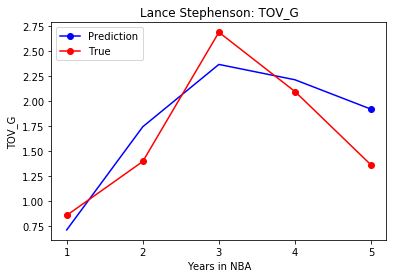 Lance Stephenson: TOV_G
Prediction
True
2.75
2.50
2.25
2.00
1.75
1.50
1.25
1.00
0.75
TOV_G
1 2 3 4 5
Years in NBA